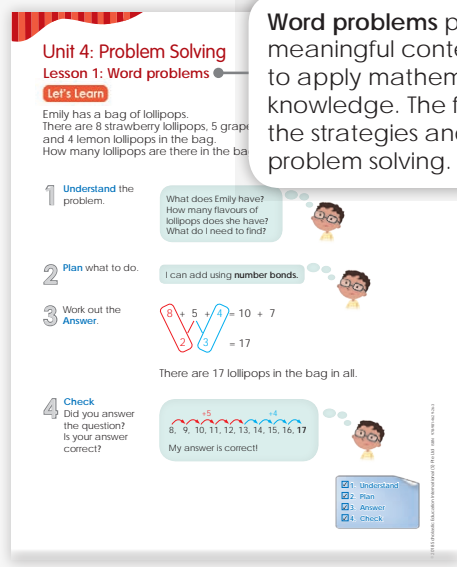 Unit 4: Problem Solving
Lesson 1: Word problems
Let's Learn
Emily has a bag of lollipops.
There are 8 strawberry lollipops, 5 grape
and 4 lemon lollipops in the bag.
How many lollipops are there in the
Word problems
meaningful
to apply
knowledge. The
the strategies and
problem solving.
1 Understand the
problem.
What does Emily have?
How many flavours of
lollipops does she have?
What do I need to find?
2 Plan what to do.
I can add using number bonds.
3 Work out the
Answer.
8 + 5 + 4 = 10 + 7
2 3 = 17
There are 17 lollipops in the bag in all.
4 Check
Did you answer
the question?
Is your answer
correct?
+5 +4
8, 9, 10, 11, 12, 13, 14, 15, 16, 17
My answer is correct!
1. Understand
2. Plan
3. Answer
4. Check